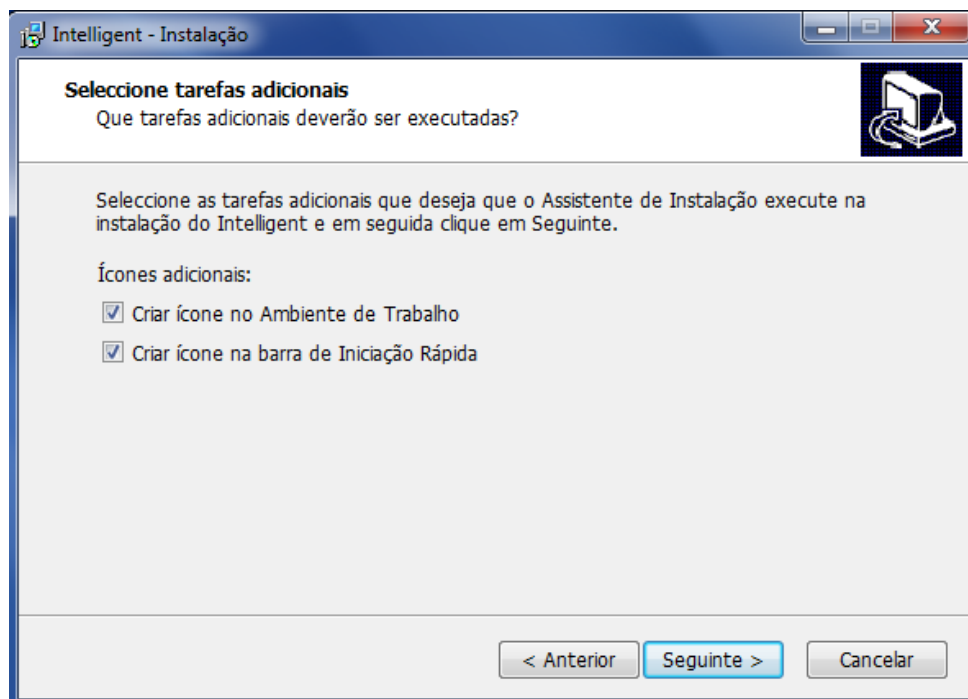 Intelligent - Instalação
Seleccione tarefas adicionais
Que tarefas adicionais deverão ser executadas?
Seleccione as tarefas adicionais que deseja que o Assistente de Instalação execute na
instalação do Intelligent e em seguida clique em Seguinte.
Ícones adicionais:
Criar ícone no Ambiente de Trabalho
Criar ícone na barra de Iniciação Rápida
< Anterior
Seguinte >
Cancelar